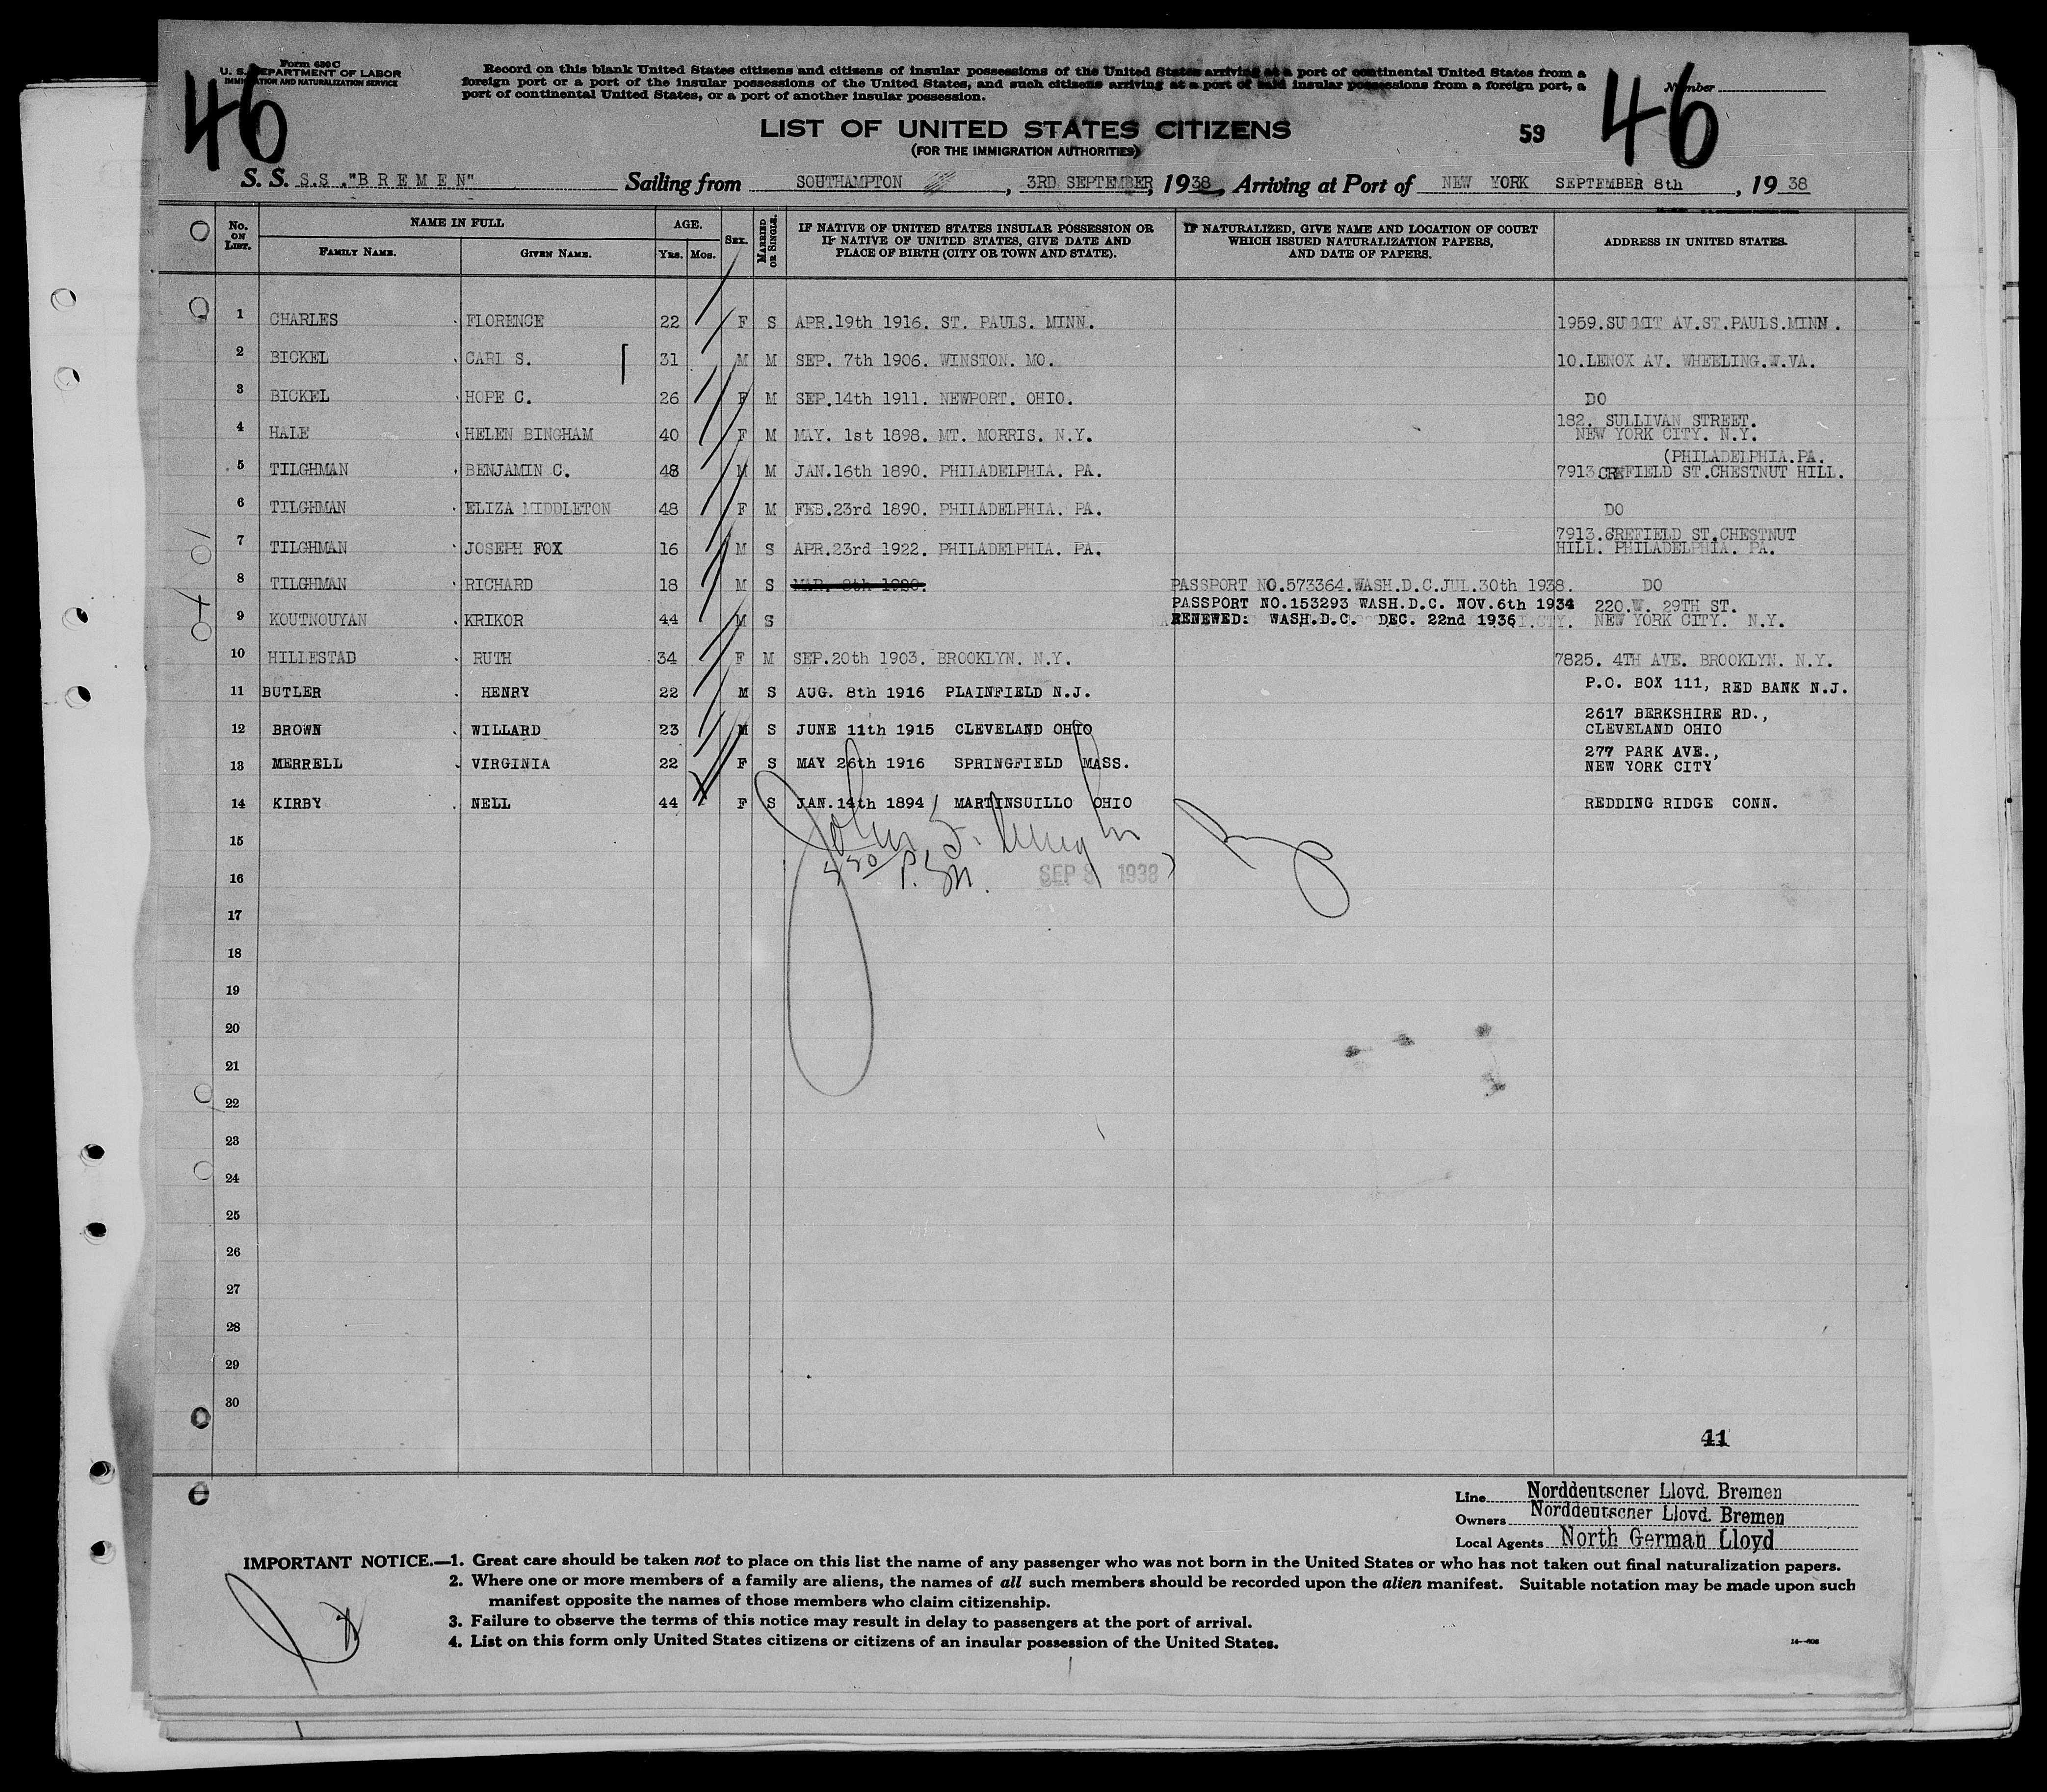 Form 630 C
U. S. DEPARTMENT OF LABOR
IMMIGRATION AND NATURALIZATION SERVICE
46
Record on this blank United States citizens and citizens of insular possessions of the United States arriving at a port of continental United States from a
foreign port or a port of the insular possessions of the United States, and such citizens arriving at a port of said insular possessions from a foreign port, a
port of continental United States, or a port of another insular possession.
Number
46
LIST OF UNITED STATES CITIZENS
(FOR THE IMMIGRATION AUTHORITIES)
59
S. S. S.S ."B R E M E N" Sailing from SOUTHAMPTON , 3RD SEPTEMBER, 1938, Arriving at Port of NEW YORK SEPTEMBER 8th , 19 38
No. ON LIST. NAME IN FULL AGE. SEX. MARRIED OR SINGLE. IF NATIVE OF UNITED STATES INSULAR POSSESSION OR IF NATIVE OF UNITED STATES, GIVE DATE AND PLACE OF BIRTH (CITY OR TOWN AND STATE). IF NATURALIZED, GIVE NAME AND LOCATION OF COURT WHICH ISSUED NATURALIZATION PAPERS, AND DATE OF PAPERS. ADDRESS IN UNITED STATES.
FAMILY NAME. GIVEN NAME. YRS. MOS.
1 CHARLES FLORENCE 22 F S APR.19th 1916. ST. PAULS. MINN. 1959.SUMMIT AV.ST.PAULS.MINN.
2 BICKEL CARL S. 31 M M SEP. 7th 1906. WINSTON. MO. 10.LENOX AV. WHEELING.W.VA.
3 BICKEL HOPE C. 26 F M SEP.14th 1911. NEWPORT. OHIO. DO
182. SULLIVAN STREET.
4 HALE HELEN BINGHAM 40 F M MAY. 1st 1898. MT. MORRIS. N.Y. NEW YORK CITY. N.Y.
(PHILADELPHIA.PA.
5 TILGHMAN BENJAMIN C. 48 M M JAN.16th 1890. PHILADELPHIA. PA. 7913 CREFIELD ST.CHESTNUT HILL.
6 TILGHMAN ELIZA MIDDLETON 48 F M FEB.23rd 1890. PHILADELPHIA. PA. DO
7913.CREFIELD ST.CHESTNUT
7 TILGHMAN JOSEPH FOX 16 M S APR.23rd 1922. PHILADELPHIA. PA. HILL. PHILADELPHIA. PA.
8 TILGHMAN RICHARD 18 M S MAR. 8th 1920. PASSPORT NO.573364.WASH.D.C.JUL.30th 1938. DO
PASSPORT NO.153293 WASH.D.C. NOV.6th 1934 220.W. 29TH ST.
9 KOUTNOUYAN KRIKOR 44 M S RENEWED: WASH.D.C. DEC. 22nd 1936 NEW YORK CITY. N.Y.
10 HILLESTAD RUTH 34 F M SEP.20th 1903. BROOKLYN. N.Y. 7825. 4TH AVE. BROOKLYN. N.Y.
11 BUTLER HENRY 22 M S AUG. 8th 1916 PLAINFIELD N.J. P.O. BOX 111, RED BANK N.J.
2617 BERKSHIRE RD.,
12 BROWN WILLARD 23 M S JUNE 11th 1915 CLEVELAND OHIO CLEVELAND OHIO
277 PARK AVE.,
13 MERRELL VIRGINIA 22 F S MAY 26th 1916 SPRINGFIELD MASS. NEW YORK CITY
14 KIRBY NELL 44 F S JAN.14th 1894 MARTINSUILLO OHIO REDDING RIDGE CONN.
15
John
16
SEP 8 1938
17
18
19
20
21
22
23
24
25
26
27
28
29
30
41
Line Norddeutscher Lloyd. Bremen
Owners Norddeutscher Lloyd. Bremen
Local Agents North German Lloyd
IMPORTANT NOTICE.—1. Great care should be taken not to place on this list the name of any passenger who was not born in the United States or who has not taken out final naturalization papers.
2. Where one or more members of a family are aliens, the names of all such members should be recorded upon the alien manifest. Suitable notation may be made upon such
manifest opposite the names of those members who claim citizenship.
3. Failure to observe the terms of this notice may result in delay to passengers at the port of arrival.
4. List on this form only United States citizens or citizens of an insular possession of the United States.